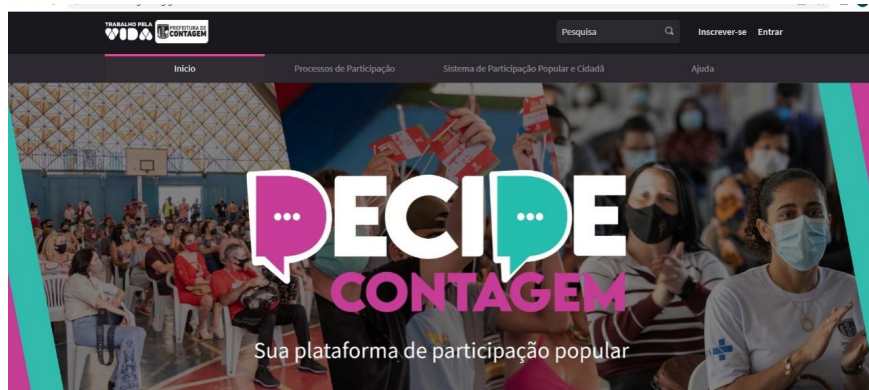 TRABALHO PELA
VIDA
PREFEITURA DE
CONTAGEM
Pesquisa
Inscrever-se Entrar
Início Processos de Participação Sistema de Participação Popular e Cidadã Ajuda
DECIDE
CONTAGEM
Sua plataforma de participação popular